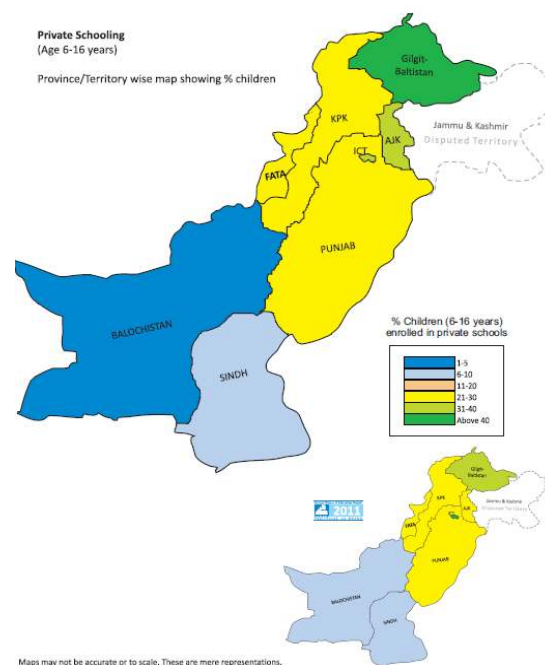 Private Schooling
(Age 6-16 years)
Province/Territory wise map showing % children
Gilgit-
Baltistan
KPK
Jammu & Kashmir
Disputed Territory
AJK
ICT
FATA
PUNJAB
BALOCHISTAN
SINDH
% Children (6-16 years)
enrolled in private schools
1-5
6-10
11-20
21-30
31-40
Above 40
Gilgit-
Baltistan
KPK
Jammu & Kashmir
Disputed Territory
AJK
FATA
PUNJAB
BALOCHISTAN
SINDH
2011
Maps may not be accurate or to scale. These are mere representations.